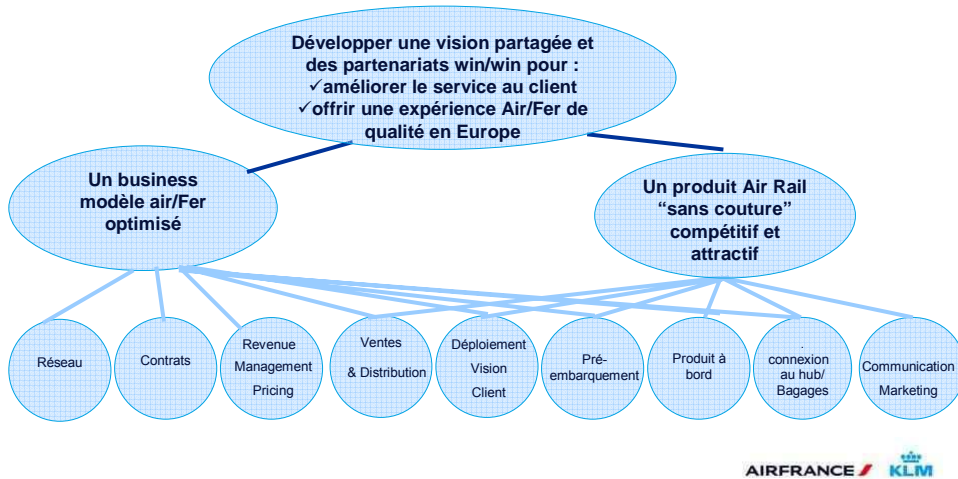 Développer une vision partagée et
des partenariats win/win pour :
✓améliorer le service au client
✓offrir une expérience Air/Fer de
qualité en Europe
Un business
modèle air/Fer
optimisé
Un produit Air Rail
“sans couture”
compétitif et
attractif
Réseau
Contrats
Revenue
Management
Pricing
Ventes
& Distribution
Déploiement
Vision
Client
Pré-
embarquement
Produit à
bord
.
connexion
au hub/
Bagages
Communication
Marketing
AIRFRANCE KLM